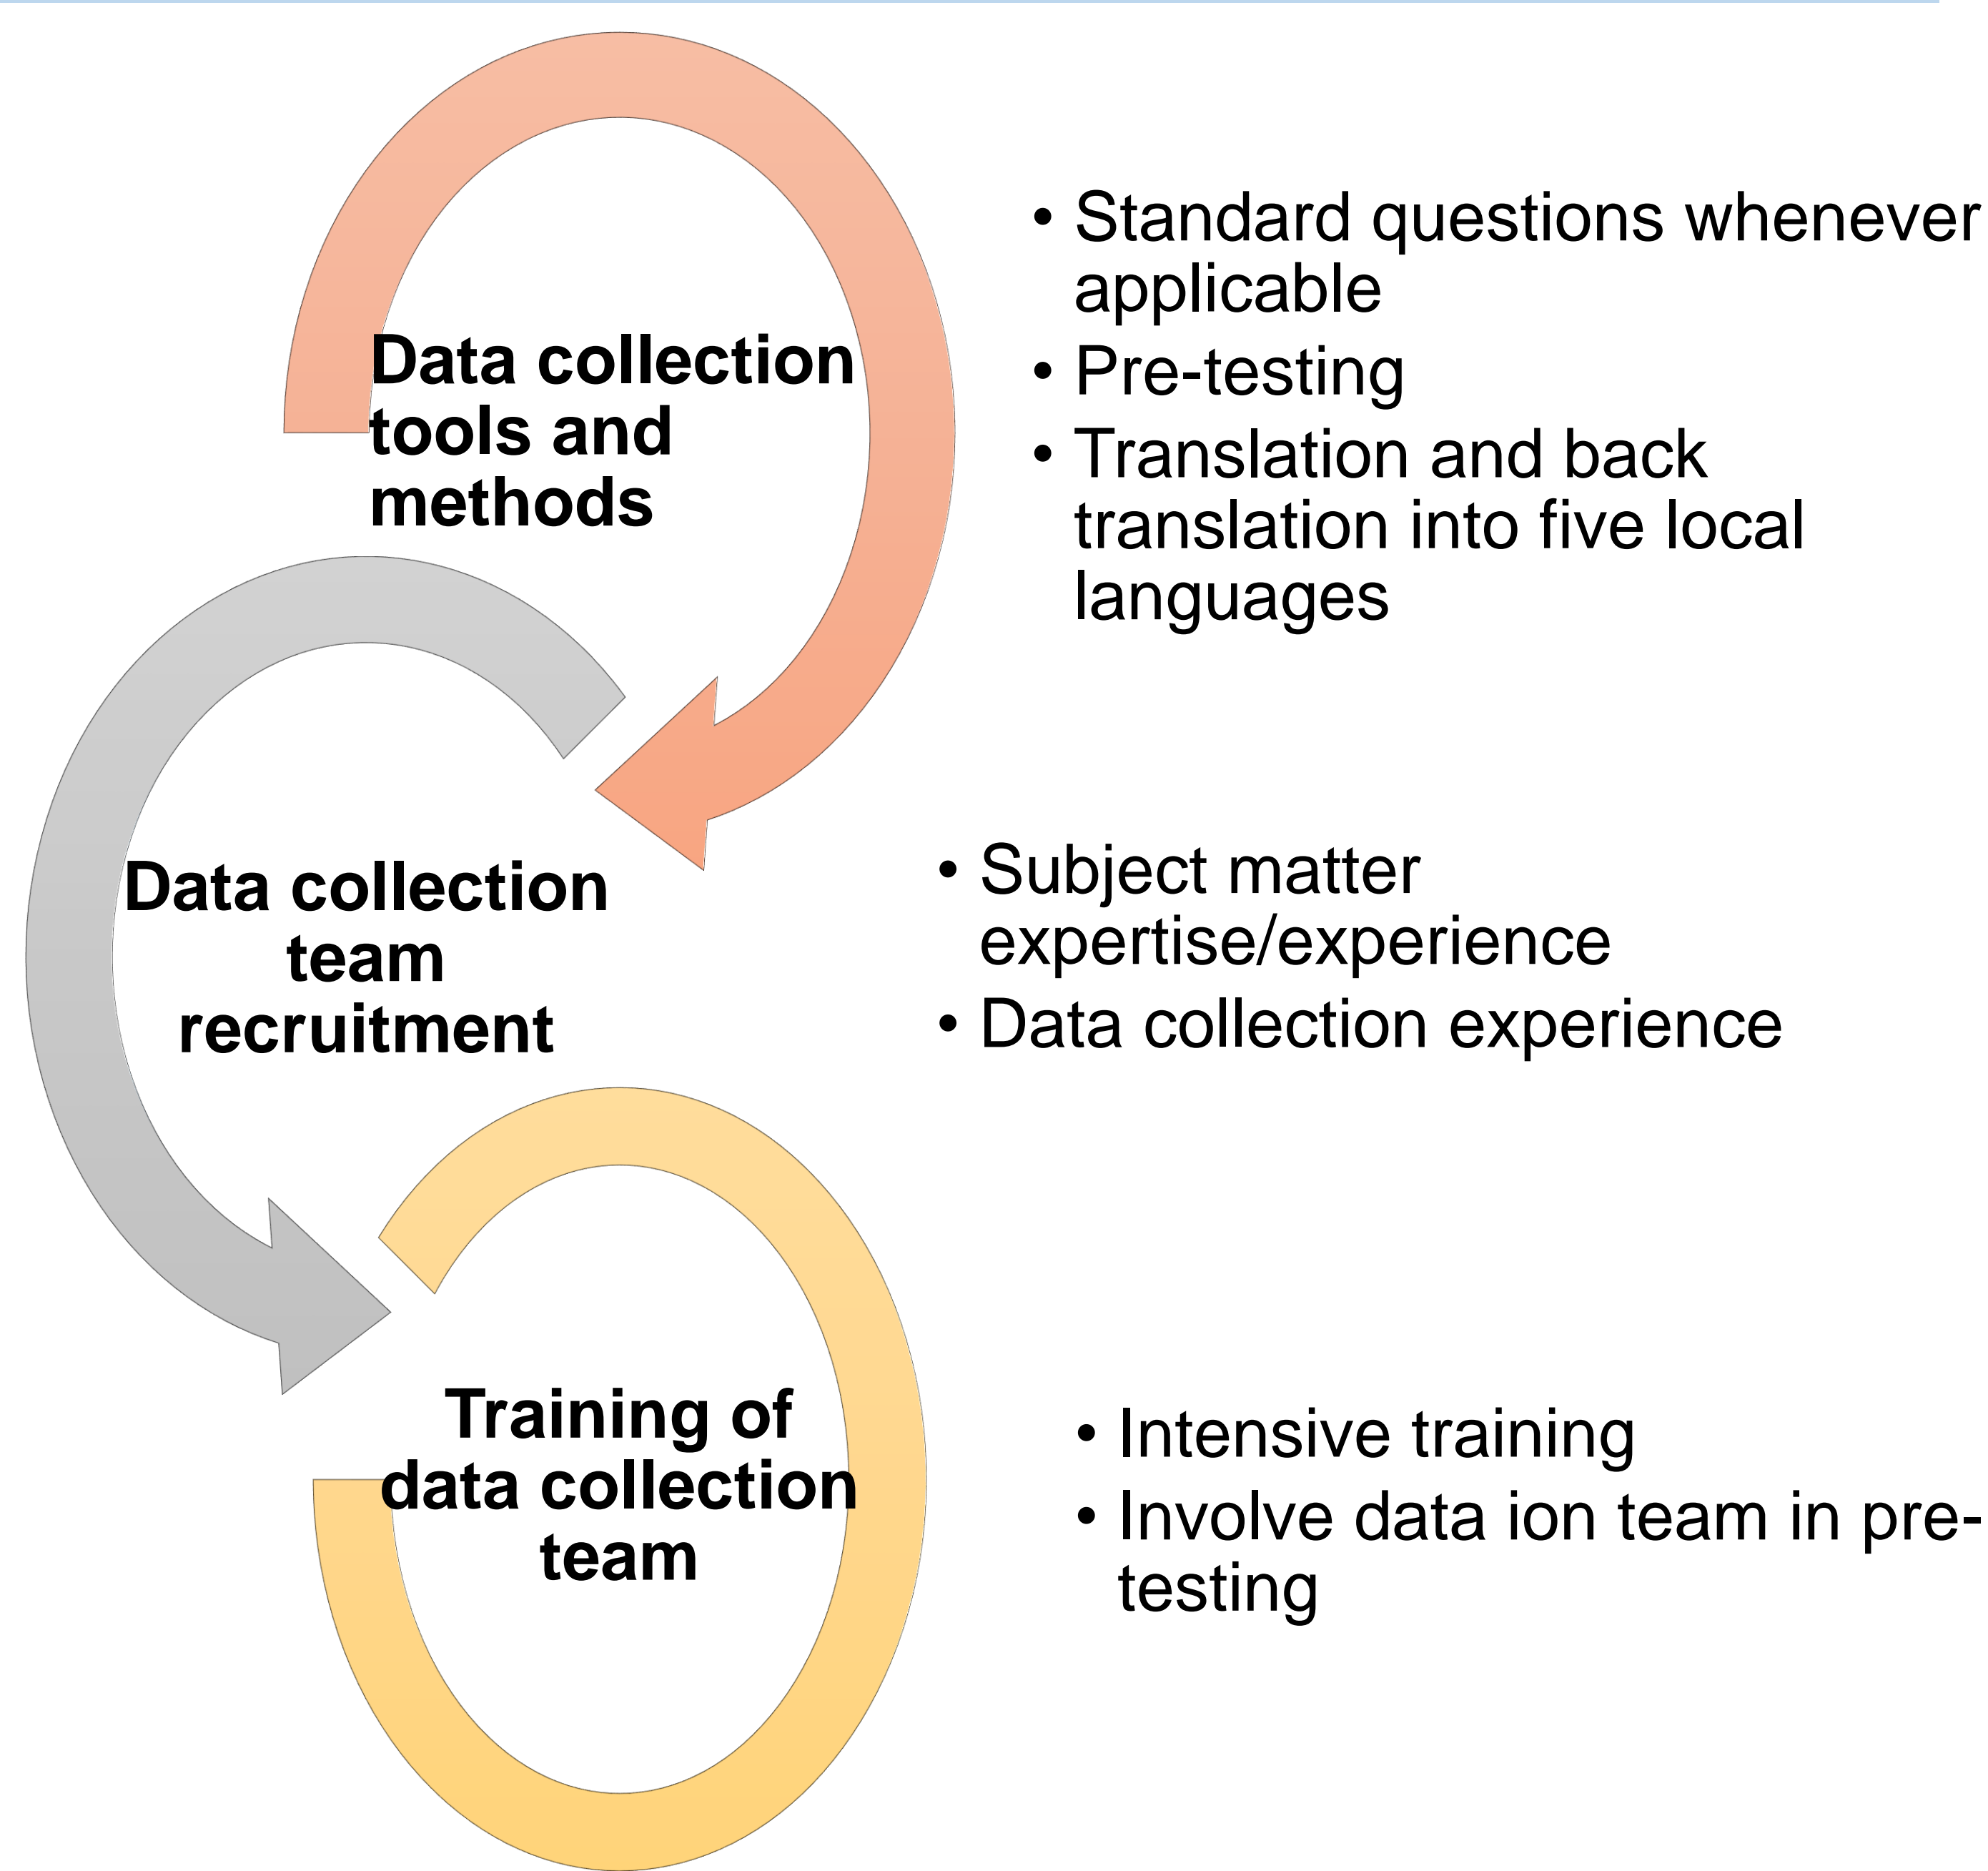 Data collection
tools and
methods
• Standard questions whenever
applicable
• Pre-testing
• Translation and back
translation into five local
languages
Data collection
team
recruitment
• Subject matter
expertise/experience
• Data collection experience
Training of
data collection
team
• Intensive training
• Involve data ion team in pre-
testing